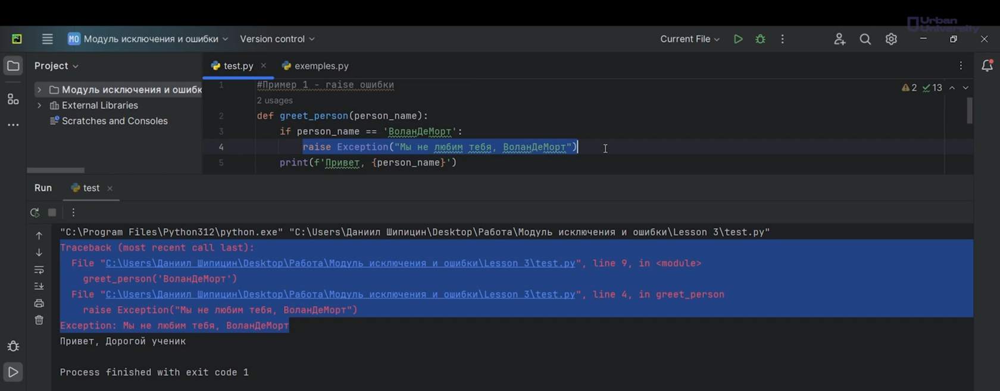 Urban
University
MO Модуль исключения и ошибки Version control Current File
Project test.py exemples.py
Модуль исключения и ошибк
External Libraries
Scratches and Consoles
2 13
1 #Пример 1 - raise ошибки
2 usages
2 def greet_person(person_name):
3 if person_name == 'ВоланДеМорт':
4 raise Exception("Мы не любим тебя, ВоланДеМорт")
5 print(f'Привет, {person_name}')
Run test
"C:\Program Files\Python312\python.exe" "C:\Users\Даниил Шипицин\Desktop\Работа\Модуль исключения и ошибки\Lesson 3\test.py"
Traceback (most recent call last):
File "C:\Users\Даниил Шипицин\Desktop\Работа\Модуль исключения и ошибки\Lesson 3\test.py", line 9, in <module>
greet_person('ВоланДеМорт')
File "C:\Users\Даниил Шипицин\Desktop\Работа\Модуль исключения и ошибки\Lesson 3\test.py", line 4, in greet_person
raise Exception("Мы не любим тебя, ВоланДеМорт")
Exception: Мы не любим тебя, ВоланДеМорт
Привет, Дорогой ученик
Process finished with exit code 1